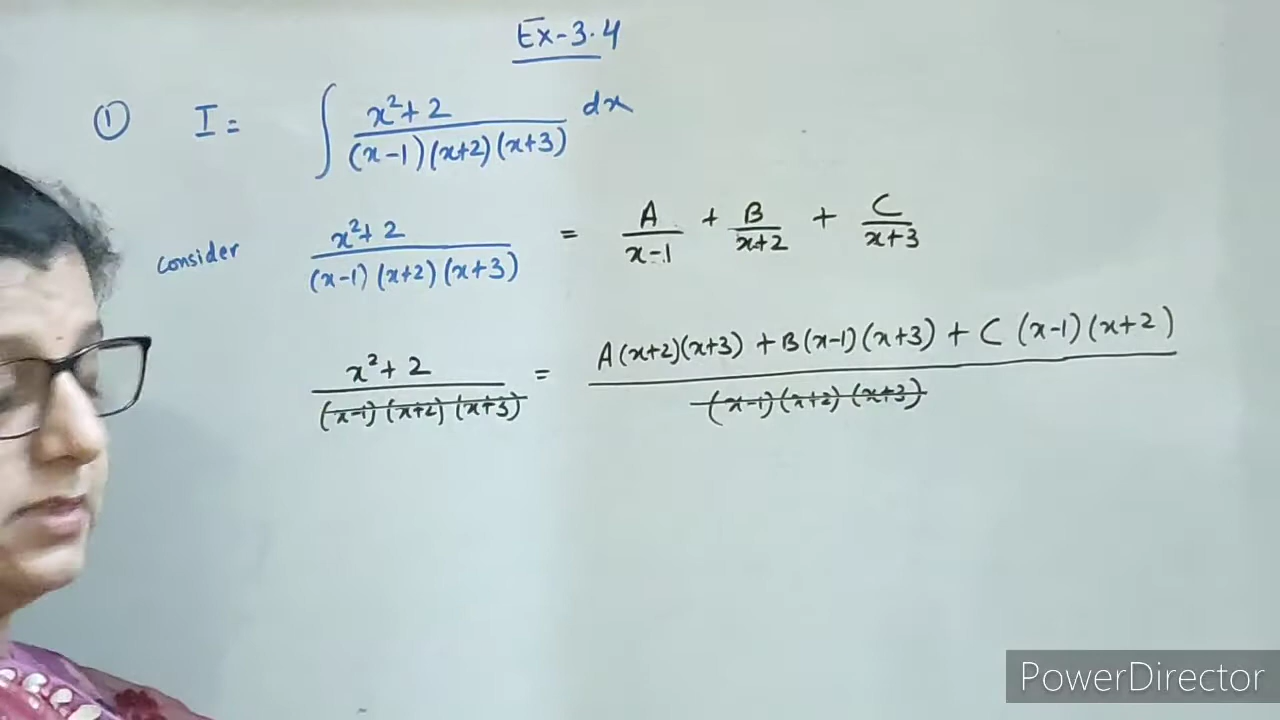 Ex-3.4
① I = ∫ x²+2 / (x-1)(x+2)(x+3) dx
consider x²+2 / (x-1)(x+2)(x+3) = A/x-1 + B/x+2 + C/x+3
x²+2 / (x-1)(x+2)(x+3) = A(x+2)(x+3) + B(x-1)(x+3) + C(x-1)(x+2) / (x-1)(x+2)(x+3)
PowerDirector